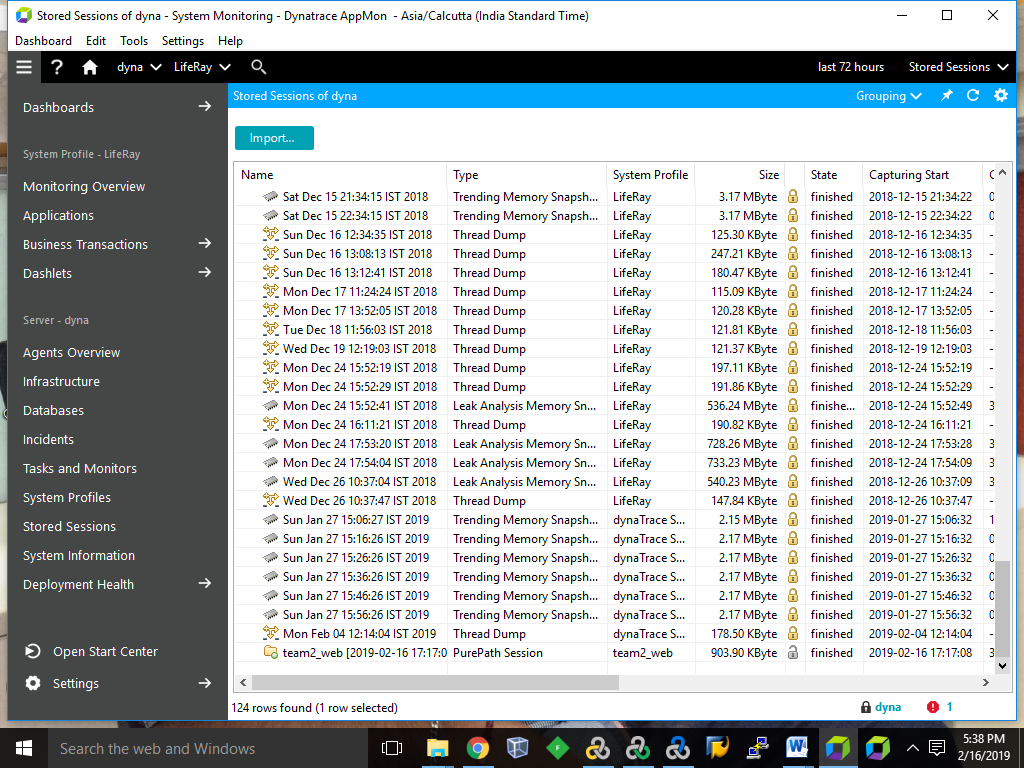 Stored Sessions of dyna - System Monitoring - Dynatrace AppMon - Asia/Calcutta (India Standard Time)
Dashboard Edit Tools Settings Help
? dyna LifeRay last 72 hours Stored Sessions
Dashboards
System Profile - LifeRay
Monitoring Overview
Applications
Business Transactions
Dashlets
Server - dyna
Agents Overview
Infrastructure
Databases
Incidents
Tasks and Monitors
System Profiles
Stored Sessions
System Information
Deployment Health
Open Start Center
Settings
Stored Sessions of dyna Grouping
Import...
Name Type System Profile Size State Capturing Start
Sat Dec 15 21:34:15 IST 2018 Trending Memory Snapsh... LifeRay 3.17 MByte finished 2018-12-15 21:34:22 0
Sat Dec 15 22:34:15 IST 2018 Trending Memory Snapsh... LifeRay 3.17 MByte finished 2018-12-15 22:34:22 0
Sun Dec 16 12:34:35 IST 2018 Thread Dump LifeRay 125.30 KByte finished 2018-12-16 12:34:35 -
Sun Dec 16 13:08:13 IST 2018 Thread Dump LifeRay 247.21 KByte finished 2018-12-16 13:08:13 -
Sun Dec 16 13:12:41 IST 2018 Thread Dump LifeRay 180.47 KByte finished 2018-12-16 13:12:41 -
Mon Dec 17 11:24:24 IST 2018 Thread Dump LifeRay 115.09 KByte finished 2018-12-17 11:24:24 -
Mon Dec 17 13:52:05 IST 2018 Thread Dump LifeRay 120.28 KByte finished 2018-12-17 13:52:05 -
Tue Dec 18 11:56:03 IST 2018 Thread Dump LifeRay 121.81 KByte finished 2018-12-18 11:56:03 -
Wed Dec 19 12:19:03 IST 2018 Thread Dump LifeRay 121.37 KByte finished 2018-12-19 12:19:03 -
Mon Dec 24 15:52:19 IST 2018 Thread Dump LifeRay 197.11 KByte finished 2018-12-24 15:52:19 -
Mon Dec 24 15:52:29 IST 2018 Thread Dump LifeRay 191.86 KByte finished 2018-12-24 15:52:29 -
Mon Dec 24 15:52:41 IST 2018 Leak Analysis Memory Sn... LifeRay 536.24 MByte finishe... 2018-12-24 15:52:49 3
Mon Dec 24 16:11:21 IST 2018 Thread Dump LifeRay 190.82 KByte finished 2018-12-24 16:11:21 -
Mon Dec 24 17:53:20 IST 2018 Leak Analysis Memory Sn... LifeRay 728.26 MByte finished 2018-12-24 17:53:28 3
Mon Dec 24 17:54:04 IST 2018 Leak Analysis Memory Sn... LifeRay 733.23 MByte finished 2018-12-24 17:54:09 3
Wed Dec 26 10:37:04 IST 2018 Leak Analysis Memory Sn... LifeRay 540.23 MByte finished 2018-12-26 10:37:09 3
Wed Dec 26 10:37:47 IST 2018 Thread Dump LifeRay 147.84 KByte finished 2018-12-26 10:37:47 -
Sun Jan 27 15:06:27 IST 2019 Trending Memory Snapsh... dynaTrace S... 2.15 MByte finished 2019-01-27 15:06:32 1
Sun Jan 27 15:16:26 IST 2019 Trending Memory Snapsh... dynaTrace S... 2.17 MByte finished 2019-01-27 15:16:32 0
Sun Jan 27 15:26:26 IST 2019 Trending Memory Snapsh... dynaTrace S... 2.17 MByte finished 2019-01-27 15:26:32 0
Sun Jan 27 15:36:26 IST 2019 Trending Memory Snapsh... dynaTrace S... 2.17 MByte finished 2019-01-27 15:36:32 0
Sun Jan 27 15:46:26 IST 2019 Trending Memory Snapsh... dynaTrace S... 2.17 MByte finished 2019-01-27 15:46:32 0
Sun Jan 27 15:56:26 IST 2019 Trending Memory Snapsh... dynaTrace S... 2.17 MByte finished 2019-01-27 15:56:32 0
Mon Feb 04 12:14:04 IST 2019 Thread Dump dynaTrace S... 178.50 KByte finished 2019-02-04 12:14:04 -
team2_web [2019-02-16 17:17:0 PurePath Session team2_web 903.90 KByte finished 2019-02-16 17:17:08 3
124 rows found (1 row selected) dyna 1
Search the web and Windows
5:38 PM
2/16/2019